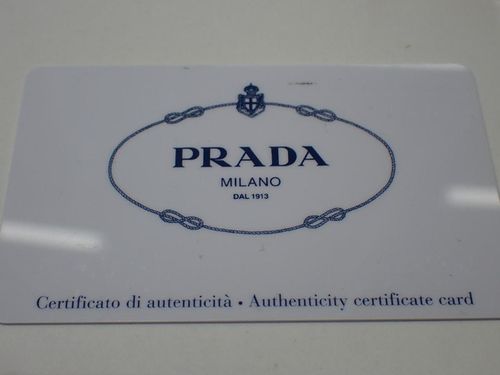 PRADA
MILANO
DAL 1913
Certificato di autenticità • Authenticity certificate card